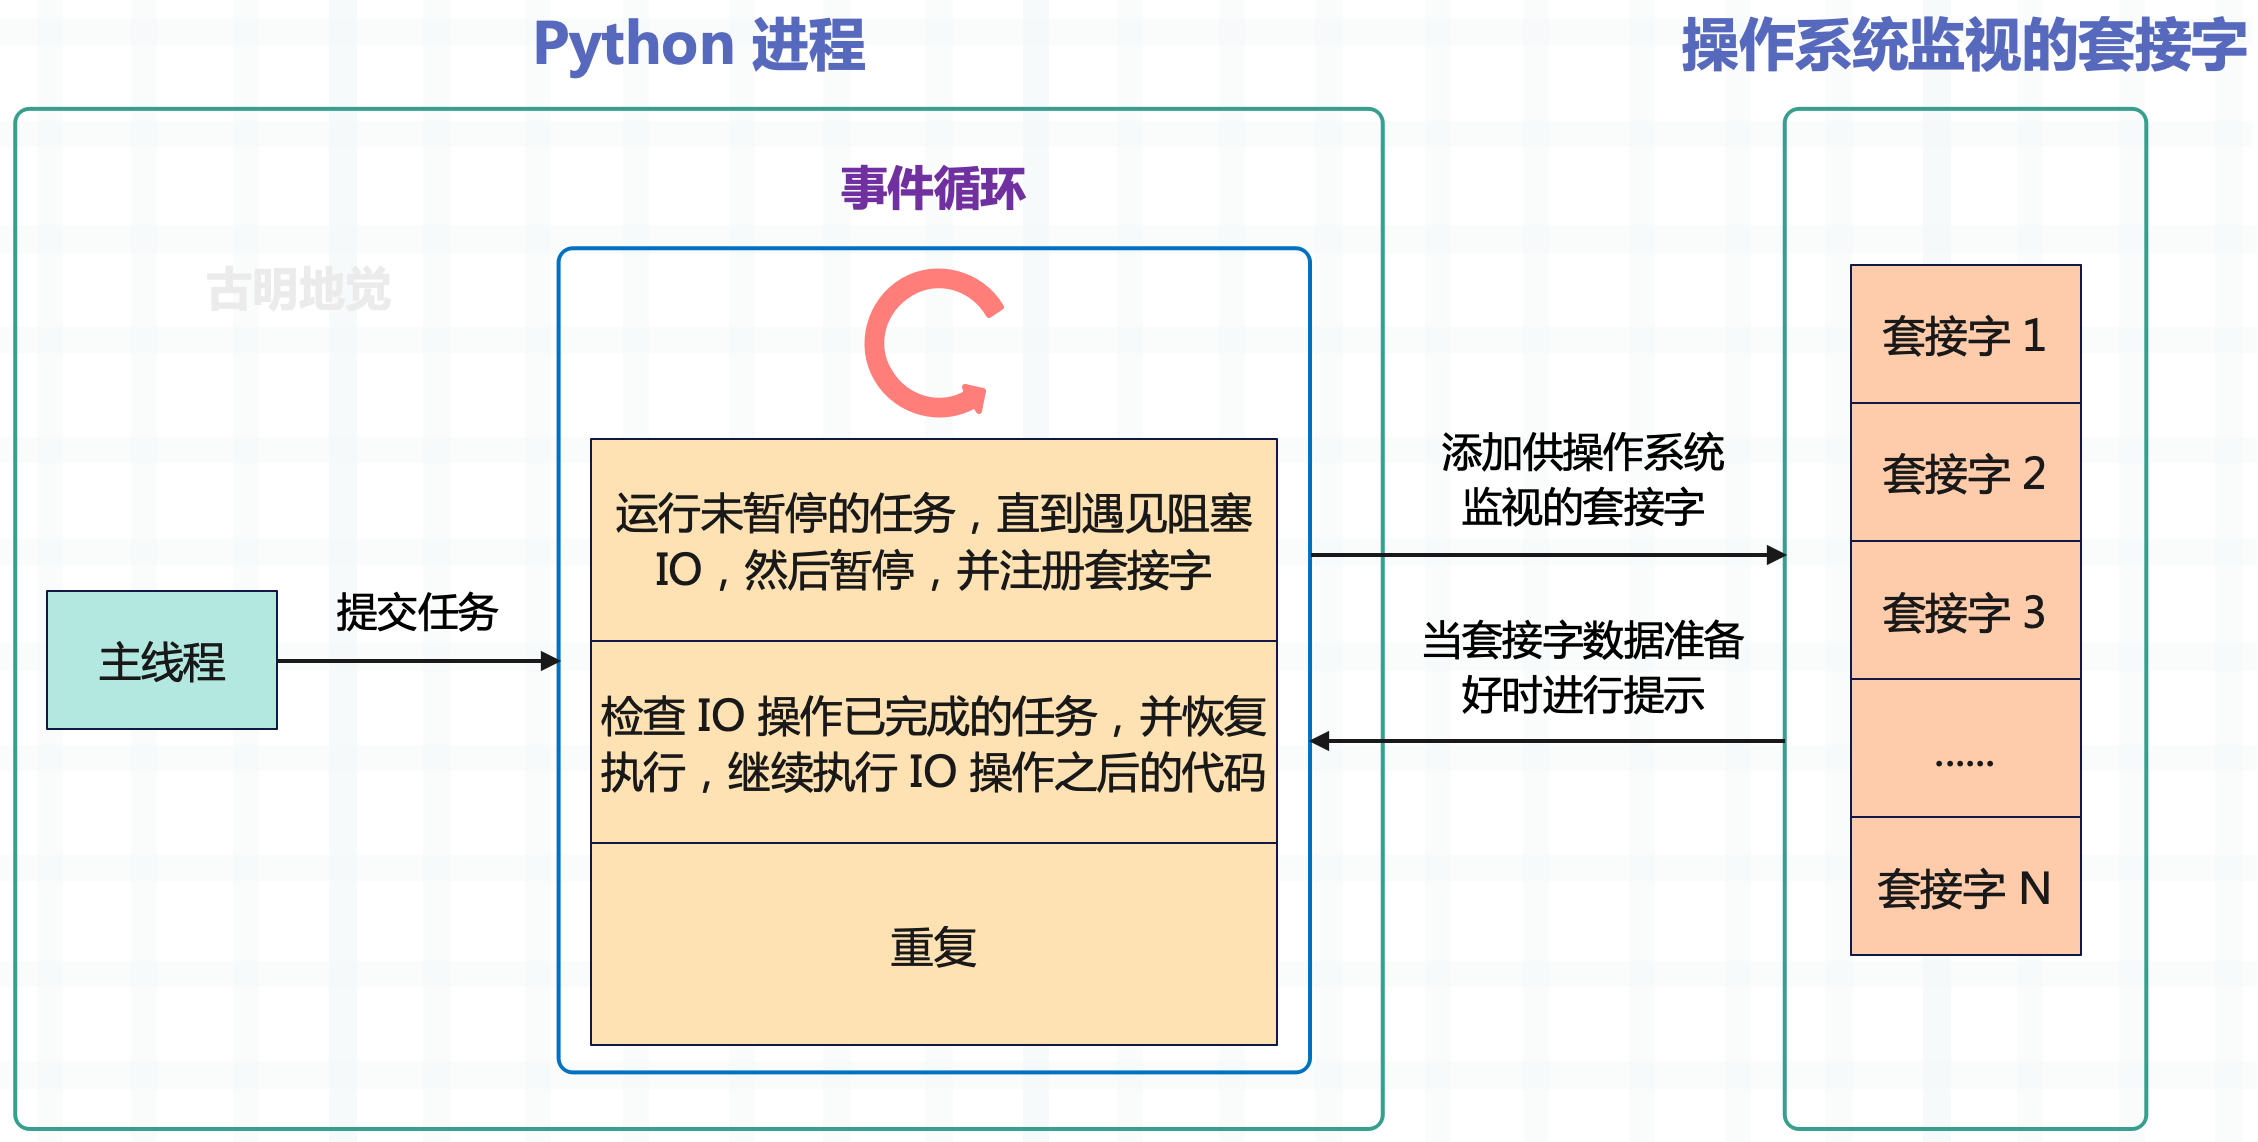 Python 进程
操作系统监视的套接字
事件循环
古明地觉
主线程
提交任务
运行未暂停的任务，直到遇见阻塞
IO，然后暂停，并注册套接字
检查 IO 操作已完成的任务，并恢复
执行，继续执行 IO 操作之后的代码
重复
添加供操作系统
监视的套接字
当套接字数据准备
好时进行提示
套接字 1
套接字 2
套接字 3
……
套接字 N